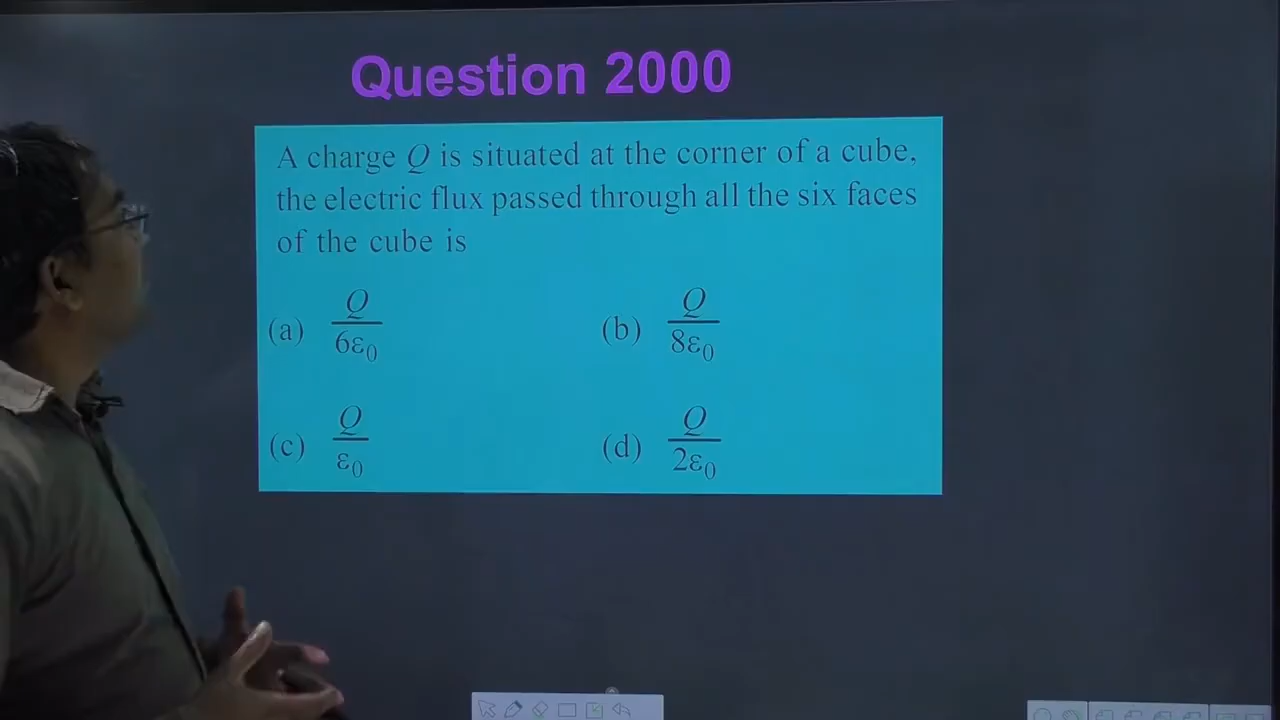 Question 2000
A charge Q is situated at the corner of a cube,
the electric flux passed through all the six faces
of the cube is
(a) Q/6ε₀ (b) Q/8ε₀
(c) Q/ε₀ (d) Q/2ε₀